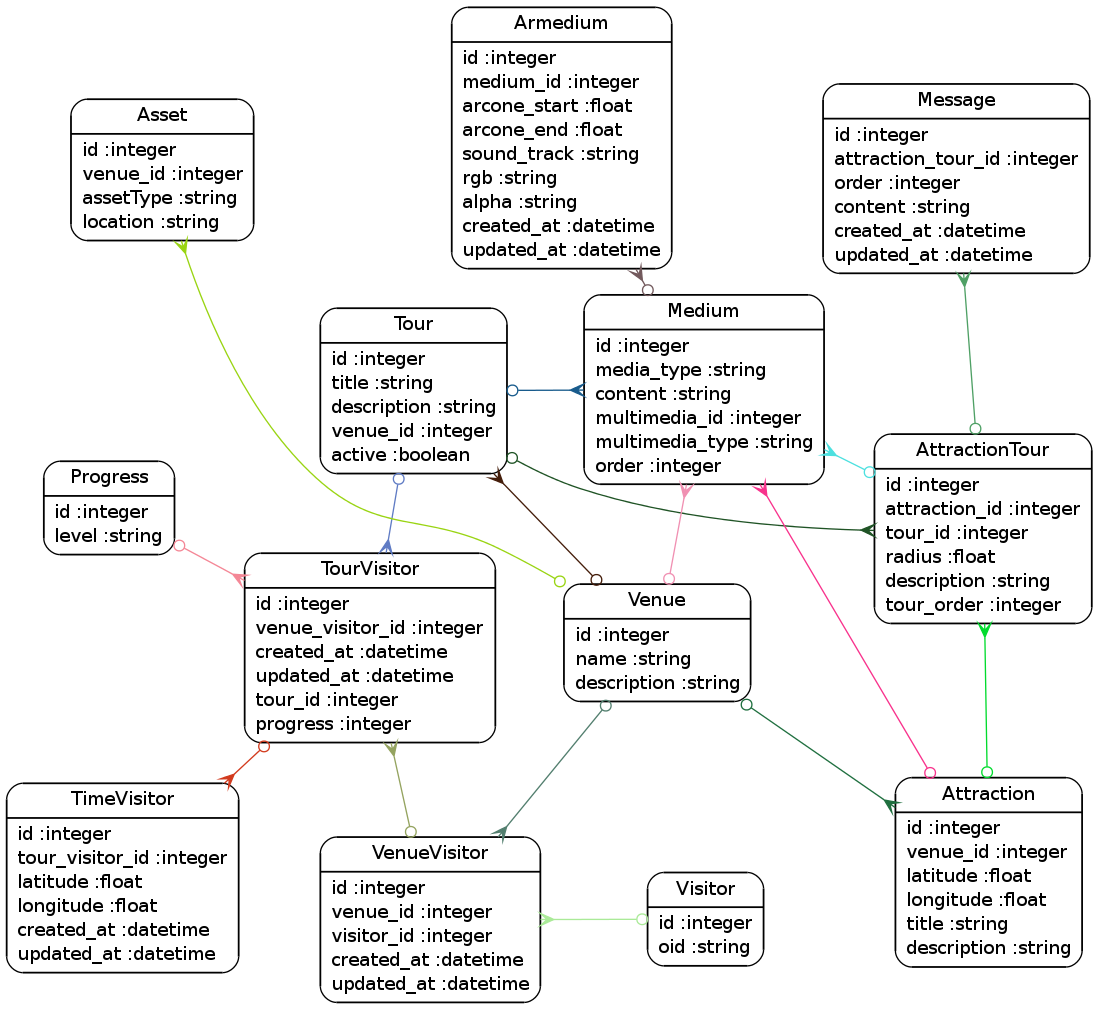 Armedium
id :integer
medium_id :integer
arcone_start :float
arcone_end :float
sound_track :string
rgb :string
alpha :string
created_at :datetime
updated_at :datetime
Message
id :integer
attraction_tour_id :integer
order :integer
content :string
created_at :datetime
updated_at :datetime
Asset
id :integer
venue_id :integer
assetType :string
location :string
Tour
id :integer
title :string
description :string
venue_id :integer
active :boolean
Medium
id :integer
media_type :string
content :string
multimedia_id :integer
multimedia_type :string
order :integer
AttractionTour
id :integer
attraction_id :integer
tour_id :integer
radius :float
description :string
tour_order :integer
Progress
id :integer
level :string
TourVisitor
id :integer
venue_visitor_id :integer
created_at :datetime
updated_at :datetime
tour_id :integer
progress :integer
Venue
id :integer
name :string
description :string
TimeVisitor
id :integer
tour_visitor_id :integer
latitude :float
longitude :float
created_at :datetime
updated_at :datetime
VenueVisitor
id :integer
venue_id :integer
visitor_id :integer
created_at :datetime
updated_at :datetime
Visitor
id :integer
oid :string
Attraction
id :integer
venue_id :integer
latitude :float
longitude :float
title :string
description :string